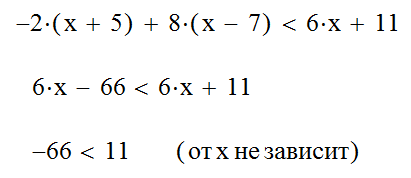 –2·(x + 5) + 8·(x – 7) < 6·x + 11
6·x – 66 < 6·x + 11
–66 < 11 ( от x не зависит)